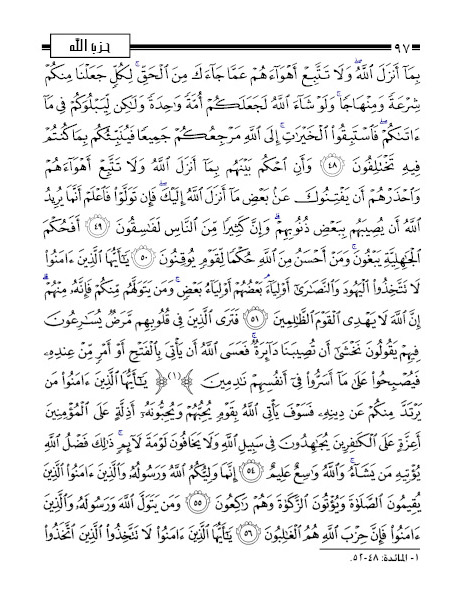 ٩٧ حزب الله
بِمَآ أَنزَلَ ٱللَّهُ ۖ وَلَا تَتَّبِعْ أَهْوَآءَهُمْ عَمَّا جَآءَكَ مِنَ ٱلْحَقِّ ۚ لِكُلٍّۢ جَعَلْنَا مِنكُمْ
شِرْعَةً وَمِنْهَاجًا ۚ وَلَوْ شَآءَ ٱللَّهُ لَجَعَلَكُمْ أُمَّةً وَٰحِدَةً وَلَٰكِن لِّيَبْلُوَكُمْ فِى مَآ
ءَاتَىٰكُمْ ۖ فَٱسْتَبِقُوا۟ ٱلْخَيْرَٰتِ ۚ إِلَى ٱللَّهِ مَرْجِعُكُمْ جَمِيعًا فَيُنَبِّئُكُم بِمَا كُنتُمْ
فِيهِ تَخْتَلِفُونَ ﴿٤٨﴾ وَأَنِ ٱحْكُم بَيْنَهُم بِمَآ أَنزَلَ ٱللَّهُ وَلَا تَتَّبِعْ أَهْوَآءَهُمْ
وَٱحْذَرْهُمْ أَن يَفْتِنُوكَ عَنۢ بَعْضِ مَآ أَنزَلَ ٱللَّهُ إِلَيْكَ ۖ فَإِن تَوَلَّوْا۟ فَٱعْلَمْ أَنَّمَا يُرِيدُ
ٱللَّهُ أَن يُصِيبَهُم بِبَعْضِ ذُنُوبِهِمْ ۗ وَإِنَّ كَثِيرًا مِّنَ ٱلنَّاسِ لَفَٰسِقُونَ ﴿٤٩﴾ أَفَحُكْمَ
ٱلْجَٰهِلِيَّةِ يَبْغُونَ ۚ وَمَنْ أَحْسَنُ مِنَ ٱللَّهِ حُكْمًا لِّقَوْمٍ يُوقِنُونَ ﴿٥٠﴾ يَٰٓأَيُّهَا ٱلَّذِينَ ءَامَنُوا۟
لَا تَتَّخِذُوا۟ ٱلْيَهُودَ وَٱلنَّصَٰرَىٰٓ أَوْلِيَآءَ ۘ بَعْضُهُمْ أَوْلِيَآءُ بَعْضٍ ۚ وَمَن يَتَوَلَّهُم مِّنكُمْ فَإِنَّهُۥ مِنْهُمْ ۗ
إِنَّ ٱللَّهَ لَا يَهْدِى ٱلْقَوْمَ ٱلظَّٰلِمِينَ ﴿٥١﴾ فَتَرَى ٱلَّذِينَ فِى قُلُوبِهِم مَّرَضٌ يُسَٰرِعُونَ
فِيهِمْ يَقُولُونَ نَخْشَىٰٓ أَن تُصِيبَنَا دَآئِرَةٌ ۚ فَعَسَى ٱللَّهُ أَن يَأْتِىَ بِٱلْفَتْحِ أَوْ أَمْرٍ مِّنْ عِندِهِۦ
فَيُصْبِحُوا۟ عَلَىٰ مَآ أَسَرُّوا۟ فِىٓ أَنفُسِهِمْ نَٰدِمِينَ ﴾(١) ﴿ يَٰٓأَيُّهَا ٱلَّذِينَ ءَامَنُوا۟ مَن
يَرْتَدَّ مِنكُمْ عَن دِينِهِۦ فَسَوْفَ يَأْتِى ٱللَّهُ بِقَوْمٍ يُحِبُّهُمْ وَيُحِبُّونَهُۥٓ أَذِلَّةٍ عَلَى ٱلْمُؤْمِنِينَ
أَعِزَّةٍ عَلَى ٱلْكَٰفِرِينَ يُجَٰهِدُونَ فِى سَبِيلِ ٱللَّهِ وَلَا يَخَافُونَ لَوْمَةَ لَآئِمٍ ۚ ذَٰلِكَ فَضْلُ ٱللَّهِ
يُؤْتِيهِ مَن يَشَآءُ ۚ وَٱللَّهُ وَٰسِعٌ عَلِيمٌ ﴿٥٤﴾ إِنَّمَا وَلِيُّكُمُ ٱللَّهُ وَرَسُولُهُۥ وَٱلَّذِينَ ءَامَنُوا۟ ٱلَّذِينَ
يُقِيمُونَ ٱلصَّلَوٰةَ وَيُؤْتُونَ ٱلزَّكَوٰةَ وَهُمْ رَٰكِعُونَ ﴿٥٥﴾ وَمَن يَتَوَلَّ ٱللَّهَ وَرَسُولَهُۥ وَٱلَّذِينَ
ءَامَنُوا۟ فَإِنَّ حِزْبَ ٱللَّهِ هُمُ ٱلْغَٰلِبُونَ ﴿٥٦﴾ يَٰٓأَيُّهَا ٱلَّذِينَ ءَامَنُوا۟ لَا تَتَّخِذُوا۟ ٱلَّذِينَ ٱتَّخَذُوا۟
١- المائدة: ٤٨-٥٢.